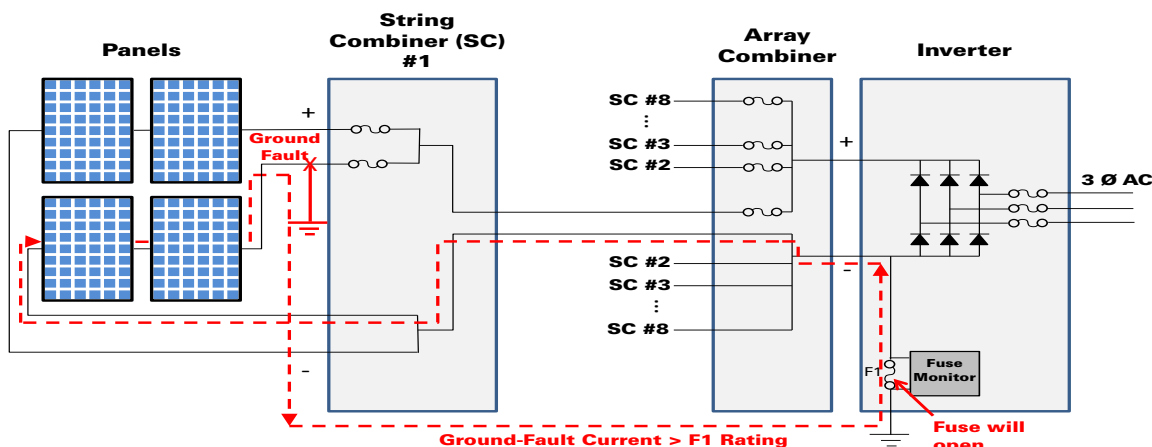 Panels
String
Combiner (SC)
#1
Array
Combiner
Inverter
+
Ground
Fault
SC #8
...
SC #3
SC #2
+
3 Ø AC
SC #2
SC #3
...
SC #8
-
-
F1
Fuse
Monitor
Ground-Fault Current > F1 Rating
Fuse will
open